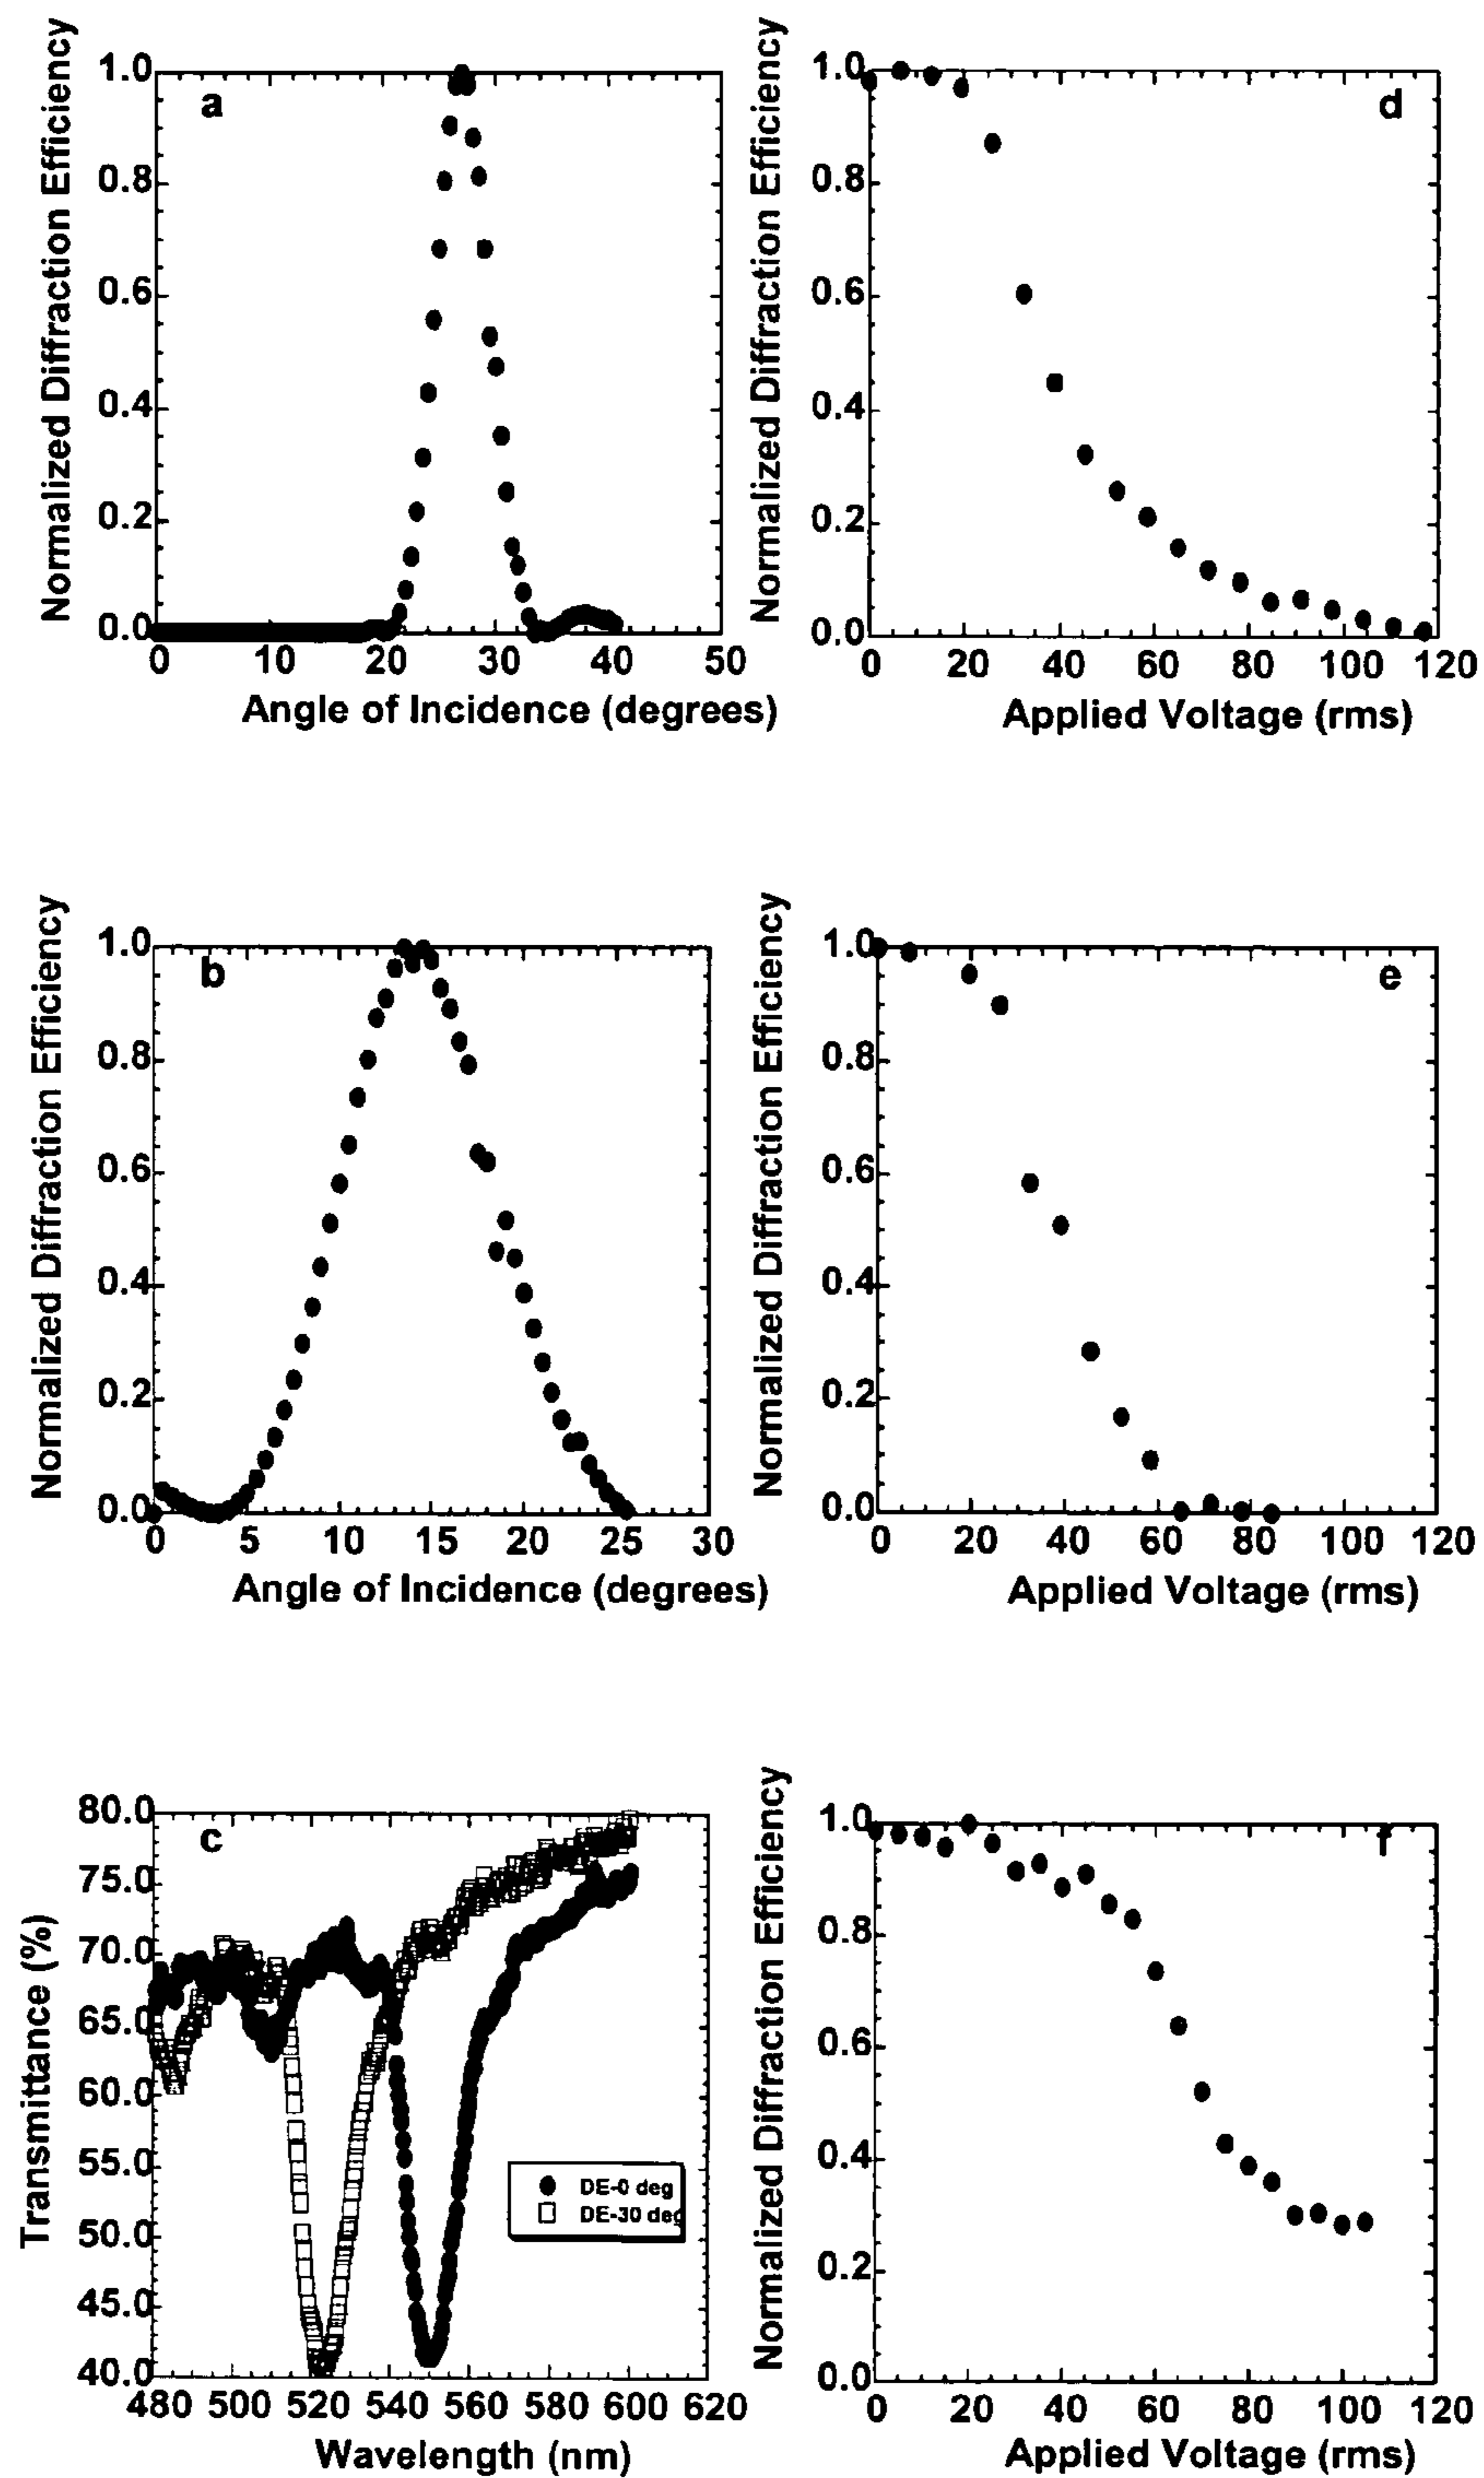 Normalized Diffraction Efficiency
a
1.0
0.8
0.6
0.4
0.2
0.0
0 10 20 30 40 50
Angle of Incidence (degrees)
Normalized Diffraction Efficiency
d
1.0
0.8
0.6
0.4
0.2
0.0
0 20 40 60 80 100 120
Applied Voltage (rms)
Normalized Diffraction Efficiency
b
1.0
0.8
0.6
0.4
0.2
0.0
0 5 10 15 20 25 30
Angle of Incidence (degrees)
Normalized Diffraction Efficiency
e
1.0
0.8
0.6
0.4
0.2
0.0
0 20 40 60 80 100 120
Applied Voltage (rms)
Transmittance (%)
c
80.0
75.0
70.0
65.0
60.0
55.0
50.0
45.0
40.0
DE-0 deg
DE-30 deg
480 500 520 540 560 580 600 620
Wavelength (nm)
Normalized Diffraction Efficiency
f
1.0
0.8
0.6
0.4
0.2
0.0
0 20 40 60 80 100 120
Applied Voltage (rms)